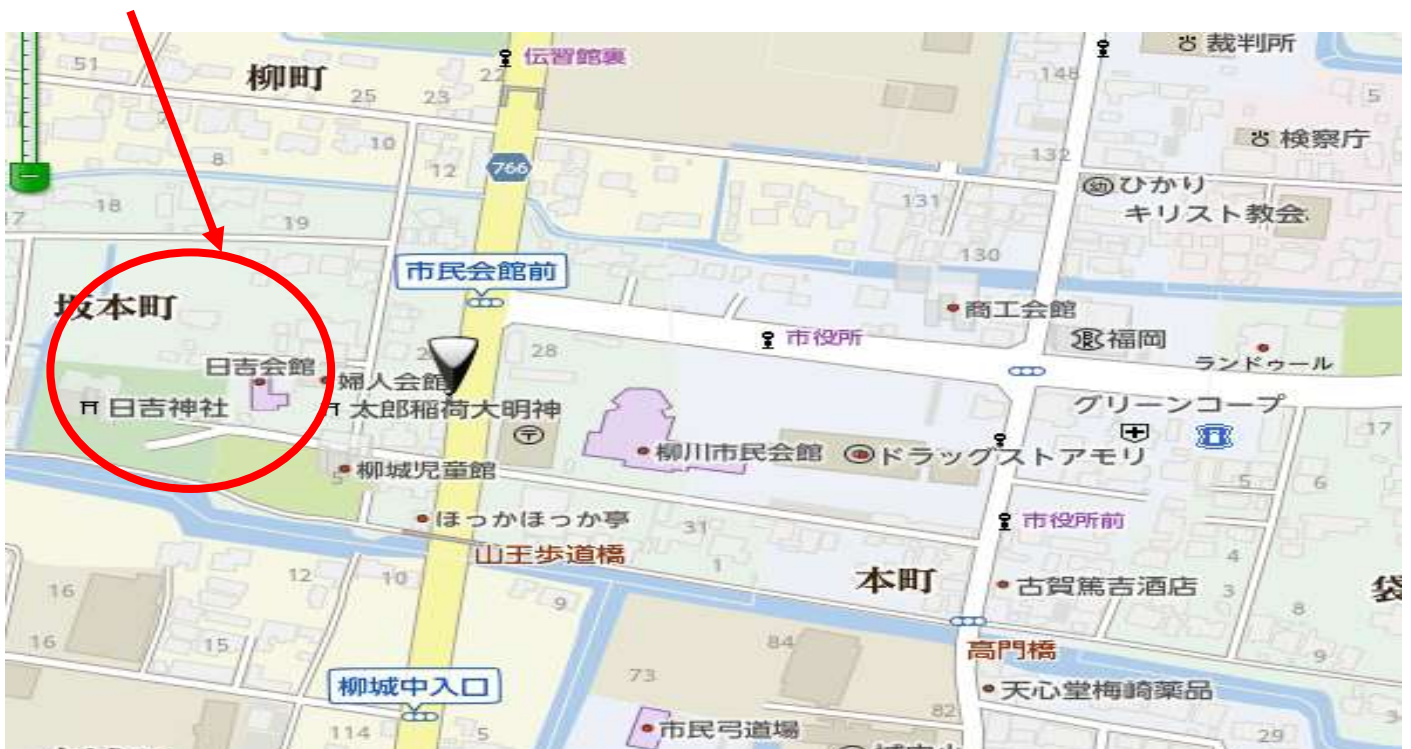 伝習館裏
裁判所
51
柳町
22
148
25
23
5
検察庁
10
8
12
766
132
幼 ひかり
キリスト教会
17
18
19
131
130
市民会館前
坂本町
商工会館
市役所
28
福岡
ランドゥール
日吉会館
婦人会館
日吉神社
太郎稲荷大明神
グリーンコープ
〒
17
柳川市民会館
ドラッグストアモリ
柳城児童館
5
5
6
ほっかほっか亭
31
市役所前
山王歩道橋
1
4
12
10
本町
古賀篤吉酒店
3
袋
16
9
8
84
高門橋
16
15
9
73
柳城中入口
天心堂梅崎薬品
82
3
114
5
市民弓道場
29